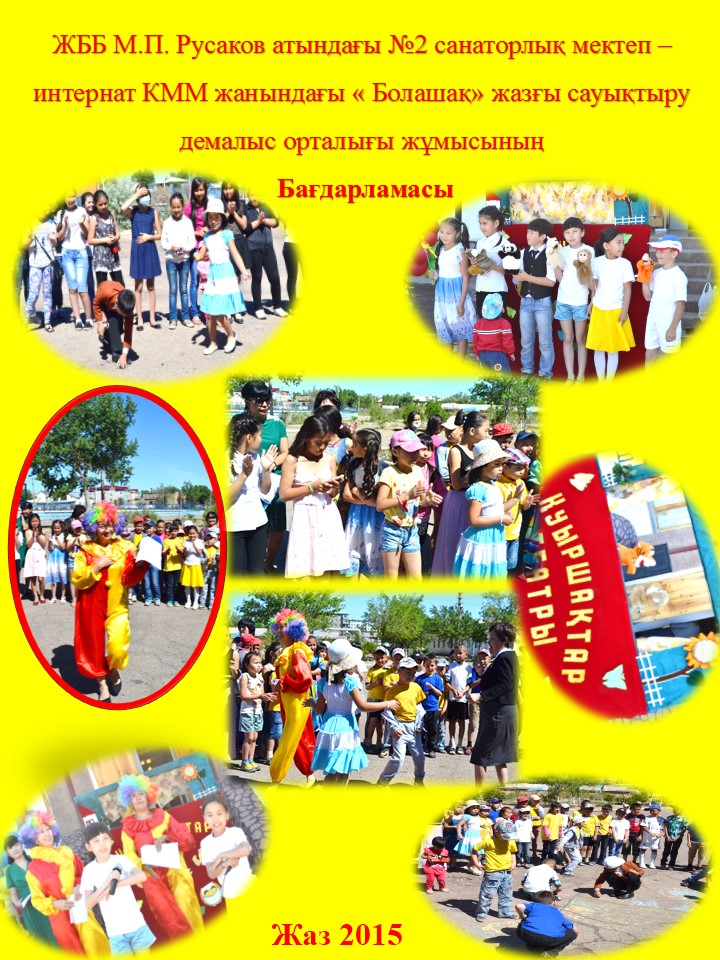 ЖББ М.П. Русаков атындағы №2 санаторлық мектеп –
интернат КММ жанындағы « Болашақ» жазғы сауықтыру
демалыс орталығы жұмысының
Бағдарламасы
ҚУЫРШАҚТАР
ТЕАТРЫ
Жаз 2015